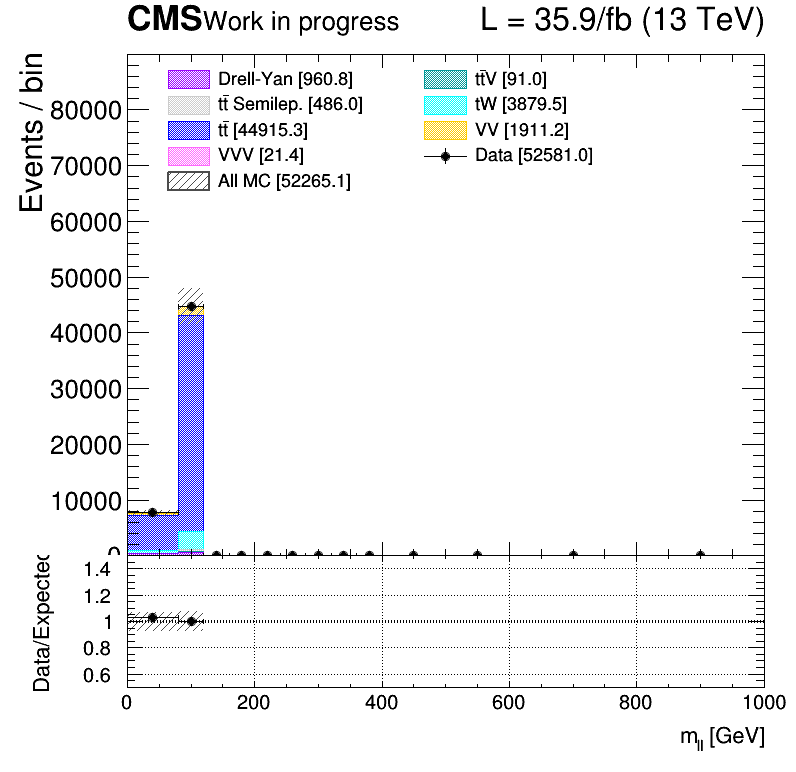 CMS Work in progress L = 35.9/fb (13 TeV)
Events / bin
Drell-Yan [960.8]
tt̄ Semilep. [486.0]
tt̄ [44915.3]
VVV [21.4]
All MC [52265.1]
tt̄V [91.0]
tW [3879.5]
VV [1911.2]
Data [52581.0]
80000
70000
60000
50000
40000
30000
20000
10000
0
Data/Expected
1.4
1.2
1
0.8
0.6
0 200 400 600 800 1000
m_ll [GeV]